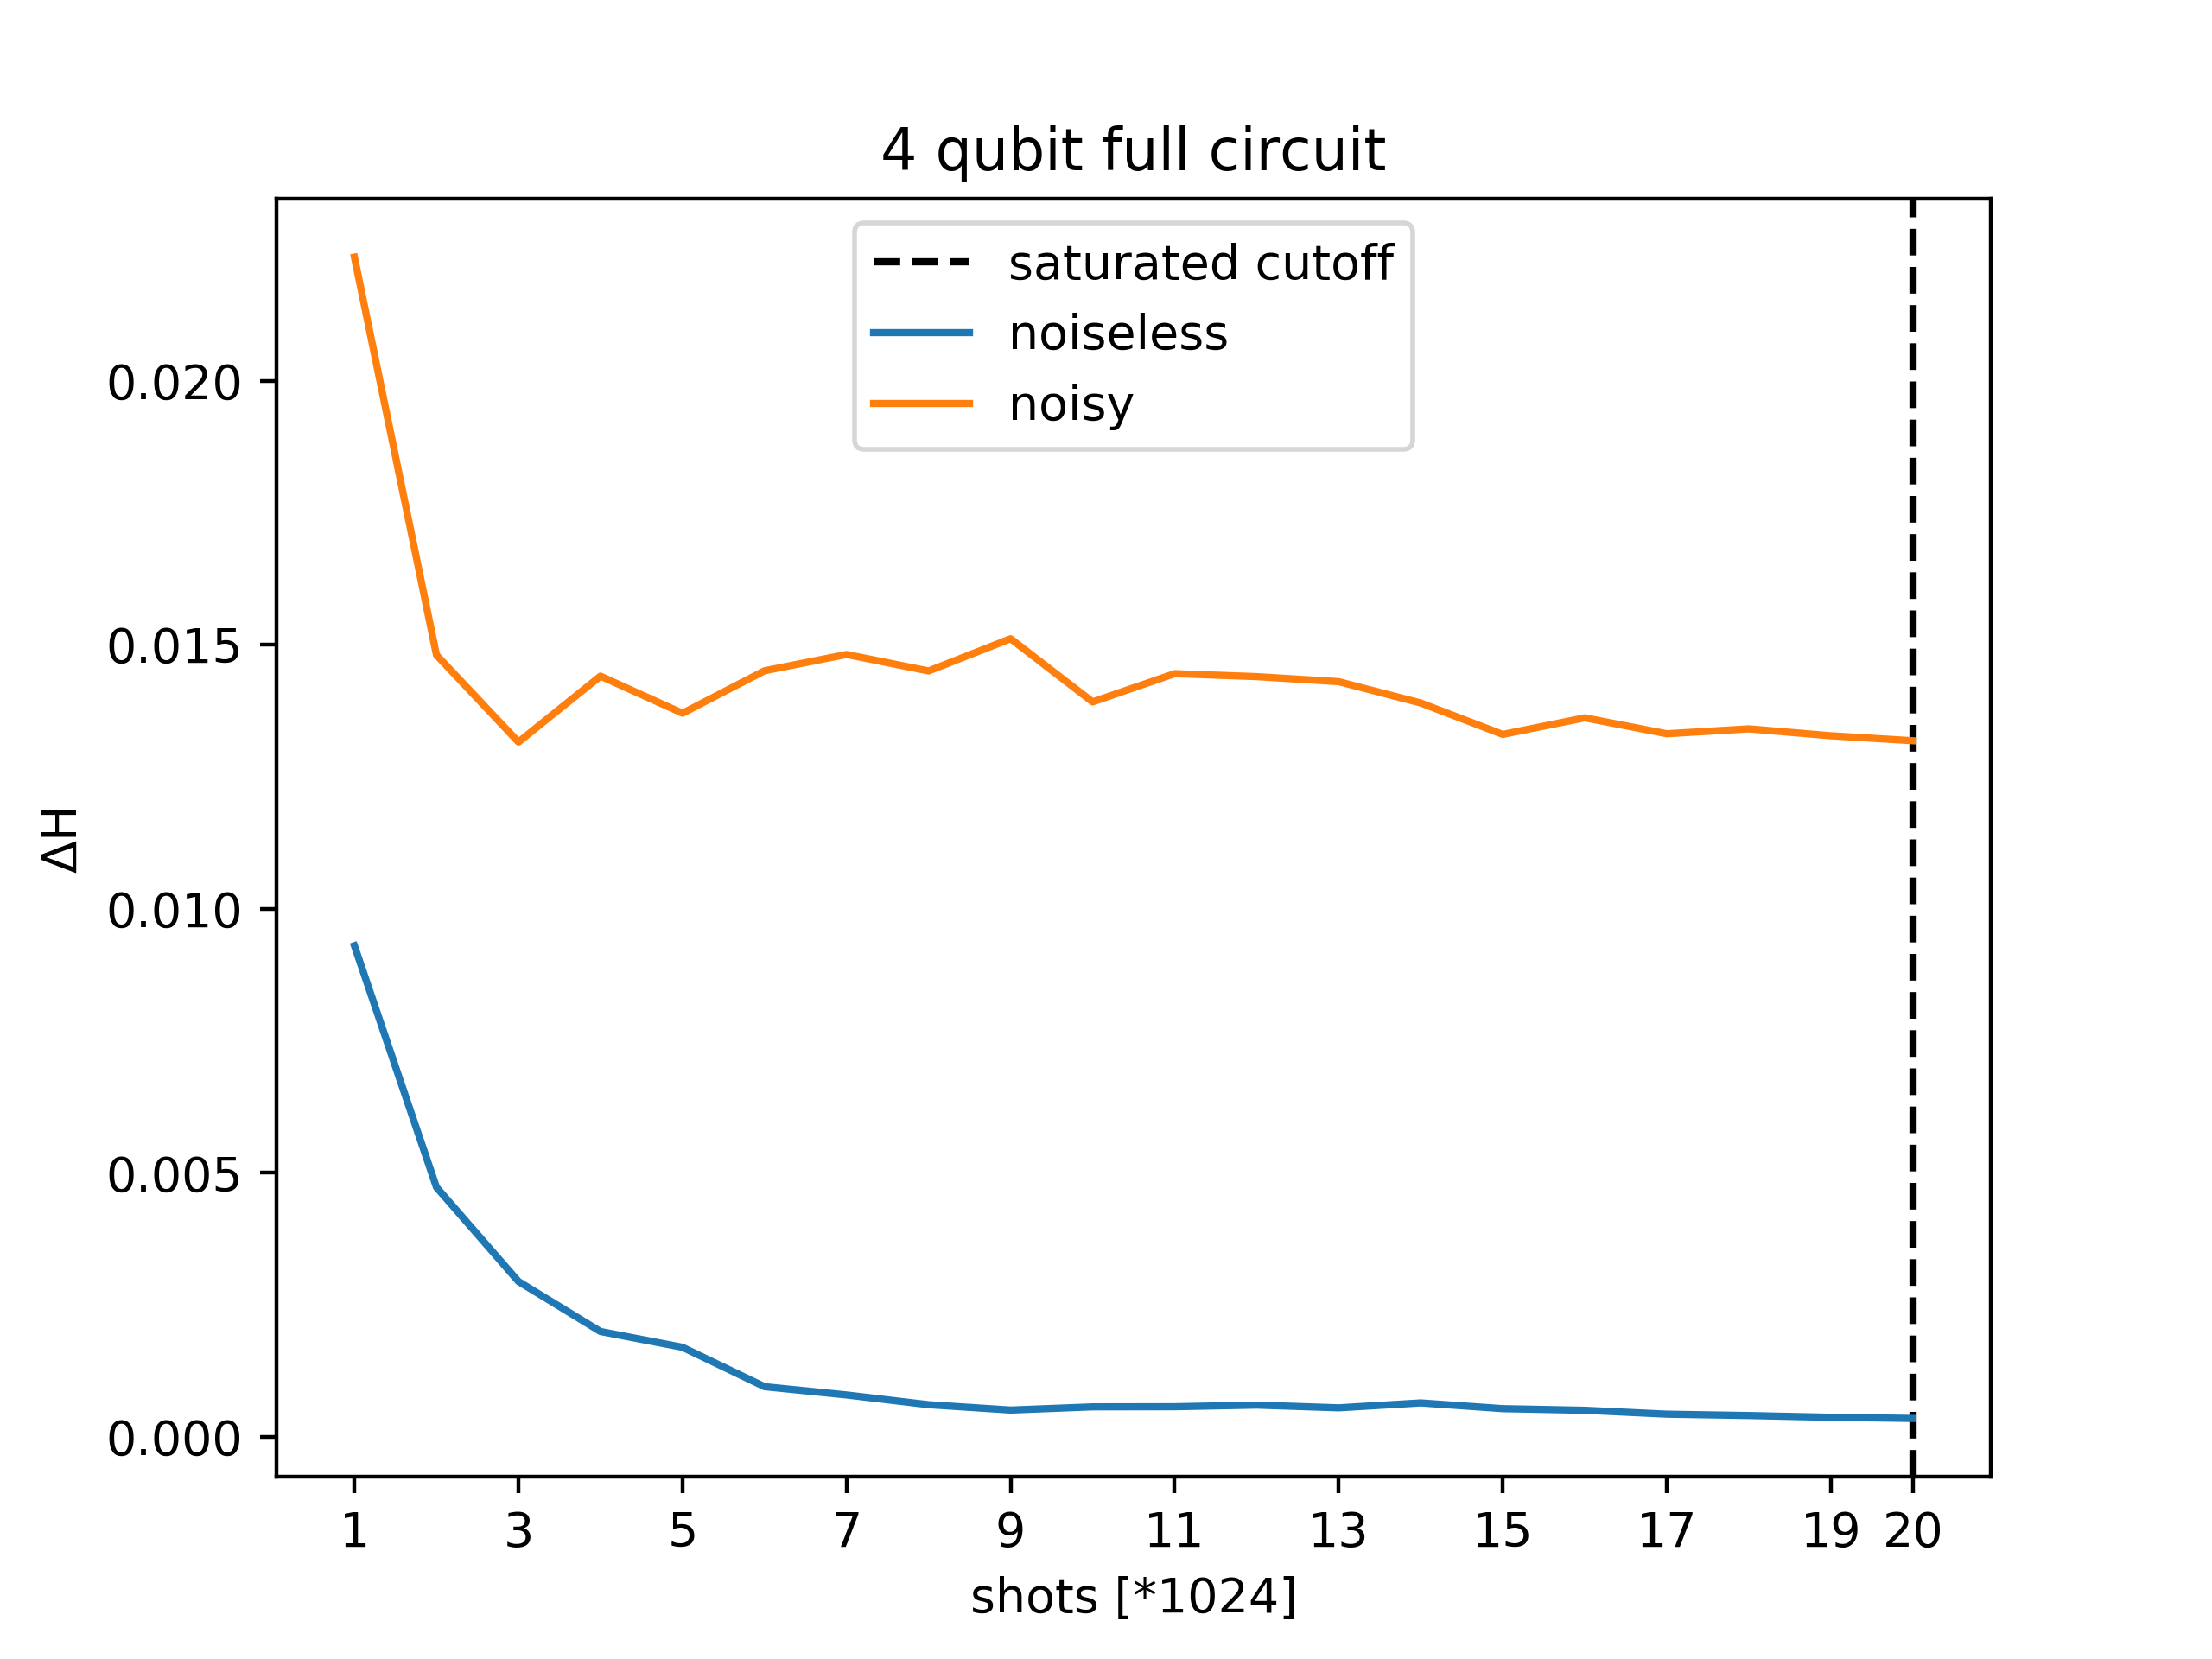 4 qubit full circuit
saturated cutoff
noiseless
noisy
0.020
0.015
0.010
0.005
0.000
ΔH
1 3 5 7 9 11 13 15 17 19 20
shots [*1024]